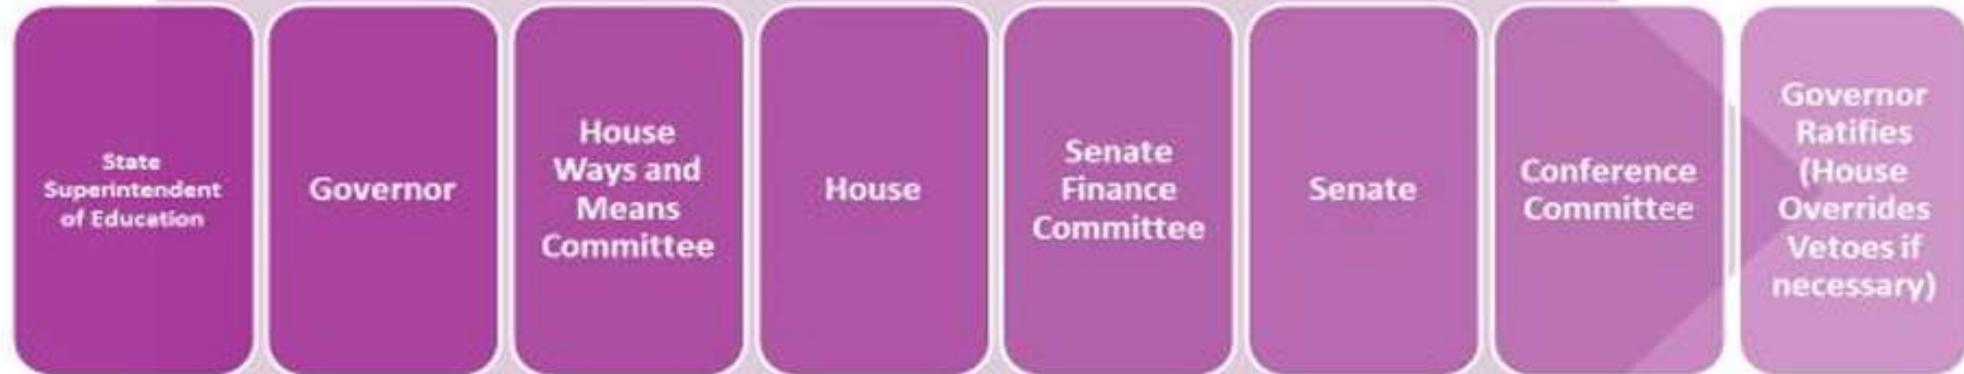 State
Superintendent
of Education
Governor
House
Ways and
Means
Committee
House
Senate
Finance
Committee
Senate
Conference
Committee
Governor
Ratifies
(House
Overrides
Vetoes if
necessary)